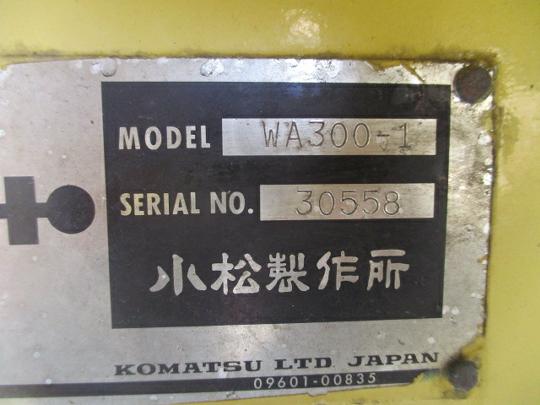 MODEL WA300-1
SERIAL NO. 30558
小松製作所
KOMATSU LTD JAPAN
09601-00835